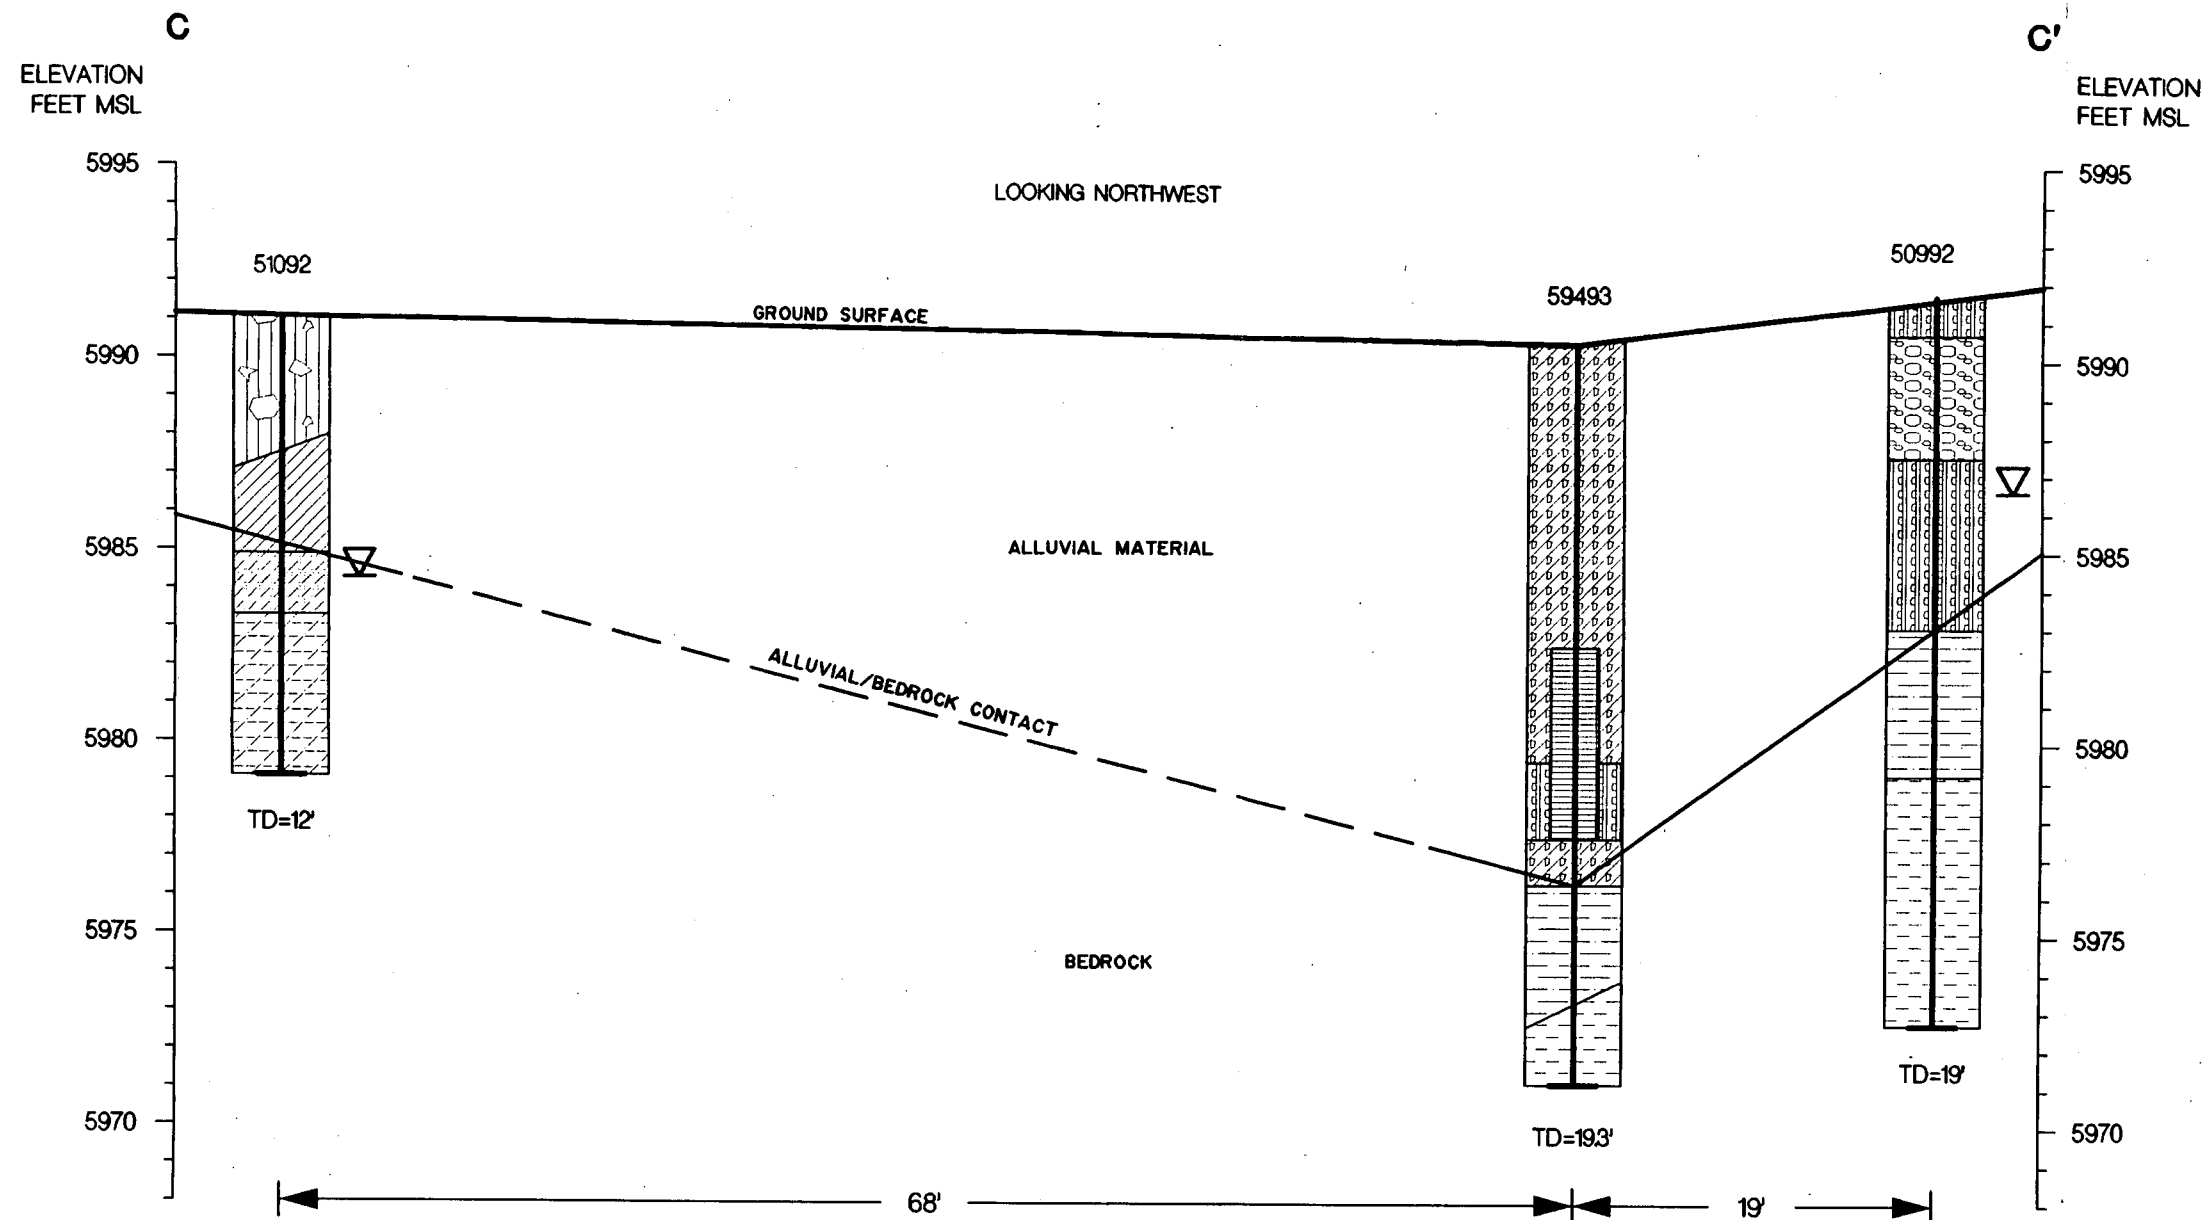 C
C'
ELEVATION
FEET MSL
ELEVATION
FEET MSL
5995
5995
LOOKING NORTHWEST
51092
59493
50992
GROUND SURFACE
5990
5990
5985
ALLUVIAL MATERIAL
5985
ALLUVIAL/BEDROCK CONTACT
5980
5980
TD=12'
5975
BEDROCK
5975
TD=19'
5970
TD=19.3'
5970
68'
19'